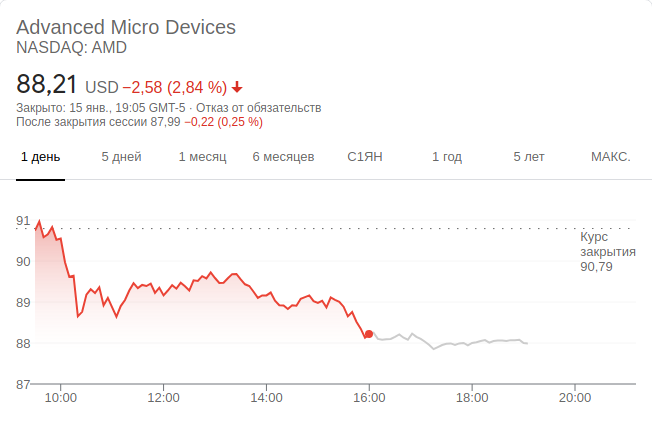 Advanced Micro Devices
NASDAQ: AMD
88,21 USD −2,58 (2,84 %)
Закрыто: 15 янв., 19:05 GMT-5 · Отказ от обязательств
После закрытия сессии 87,99 −0,22 (0,25 %)
1 день 5 дней 1 месяц 6 месяцев С1ЯН 1 год 5 лет МАКС.
91
Курс
закрытия
90,79
90
89
88
87
10:00 12:00 14:00 16:00 18:00 20:00